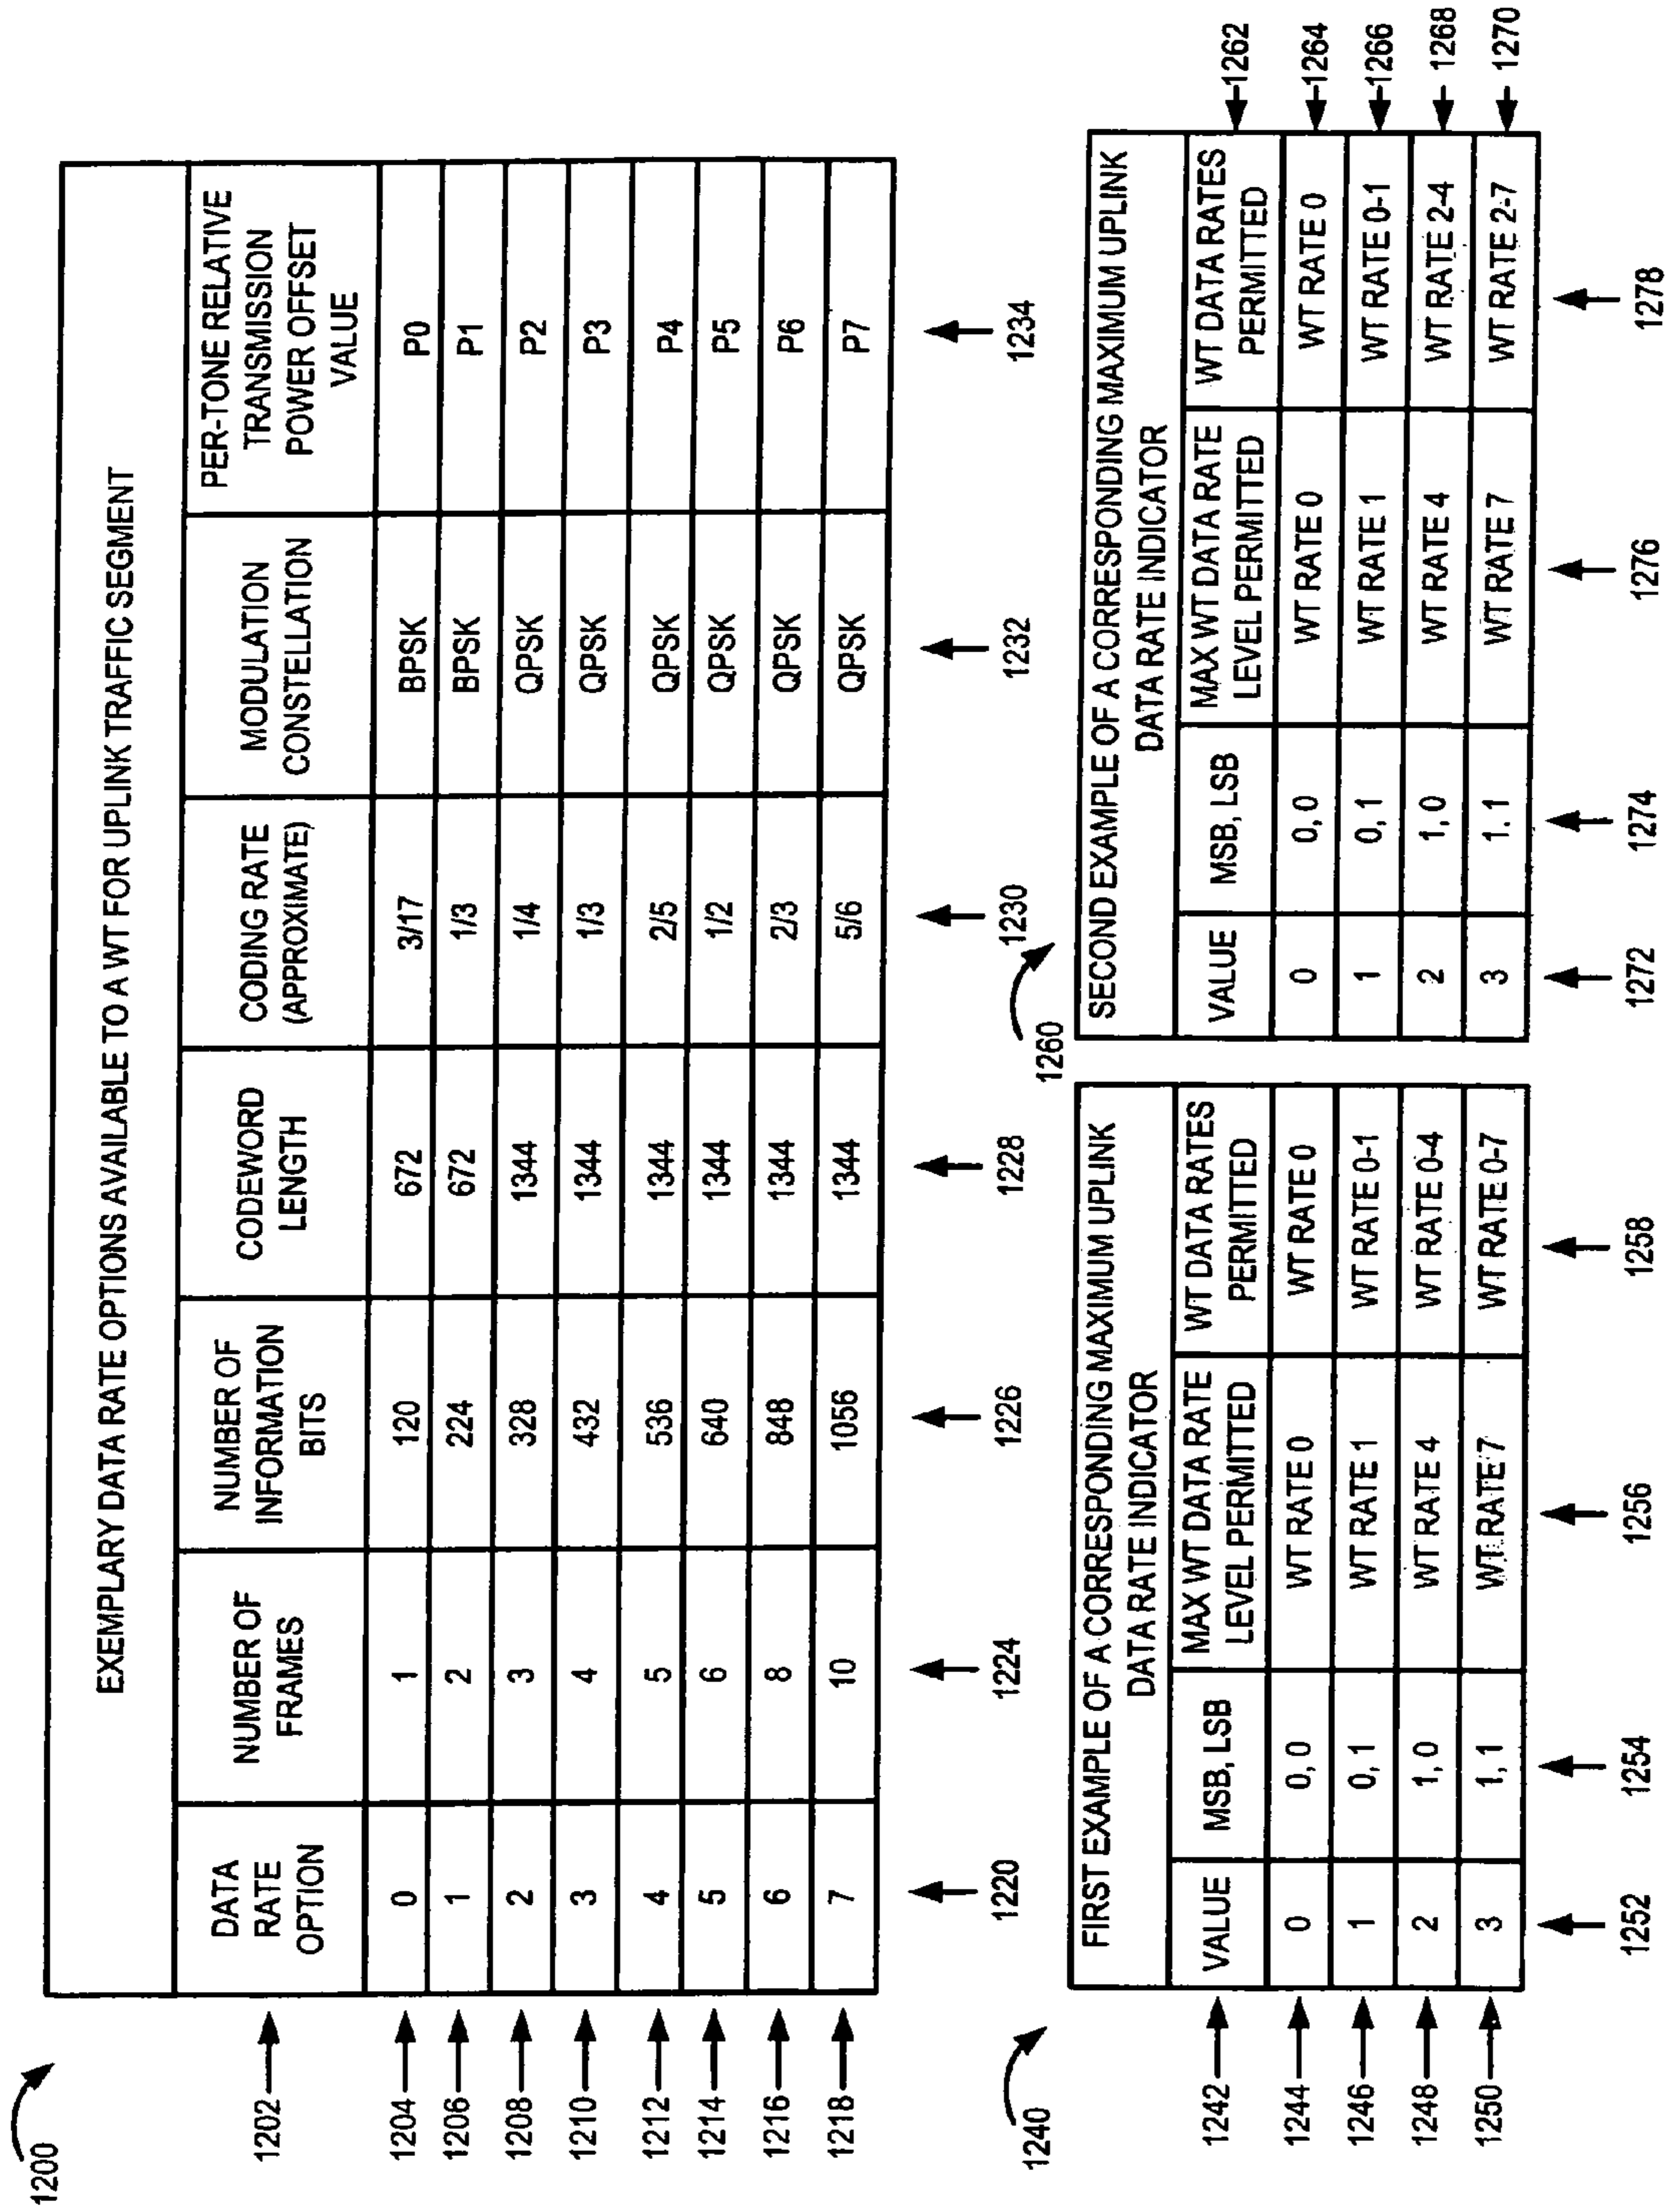 1200
EXEMPLARY DATA RATE OPTIONS AVAILABLE TO A WT FOR UPLINK TRAFFIC SEGMENT
1202
DATA RATE OPTION
NUMBER OF FRAMES
NUMBER OF INFORMATION BITS
CODEWORD LENGTH
CODING RATE (APPROXIMATE)
MODULATION CONSTELLATION
PER-TONE RELATIVE TRANSMISSION POWER OFFSET VALUE
1204 0 1 120 672 3/17 BPSK P0
1206 1 2 224 672 1/3 BPSK P1
1208 2 3 328 1344 1/4 QPSK P2
1210 3 4 432 1344 1/3 QPSK P3
1212 4 5 536 1344 2/5 QPSK P4
1214 5 6 640 1344 1/2 QPSK P5
1216 6 8 848 1344 2/3 QPSK P6
1218 7 10 1056 1344 5/6 QPSK P7
1220 1224 1226 1228 1230 1232 1234
1240
FIRST EXAMPLE OF A CORRESPONDING MAXIMUM UPLINK
DATA RATE INDICATOR
1242
VALUE
MSB, LSB
MAX WT DATA RATE LEVEL PERMITTED
WT DATA RATES PERMITTED
1244 0 0, 0 WT RATE 0 WT RATE 0
1246 1 0, 1 WT RATE 1 WT RATE 0-1
1248 2 1, 0 WT RATE 4 WT RATE 0-4
1250 3 1, 1 WT RATE 7 WT RATE 0-7
1252 1254 1256 1258
1260
SECOND EXAMPLE OF A CORRESPONDING MAXIMUM UPLINK
DATA RATE INDICATOR
VALUE
MSB, LSB
MAX WT DATA RATE LEVEL PERMITTED
WT DATA RATES PERMITTED
1262
0 0, 0 WT RATE 0 WT RATE 0 1264
1 0, 1 WT RATE 1 WT RATE 0-1 1266
2 1, 0 WT RATE 4 WT RATE 2-4 1268
3 1. 1 WT RATE 7 WT RATE 2-7 1270
1272 1274 1276 1278